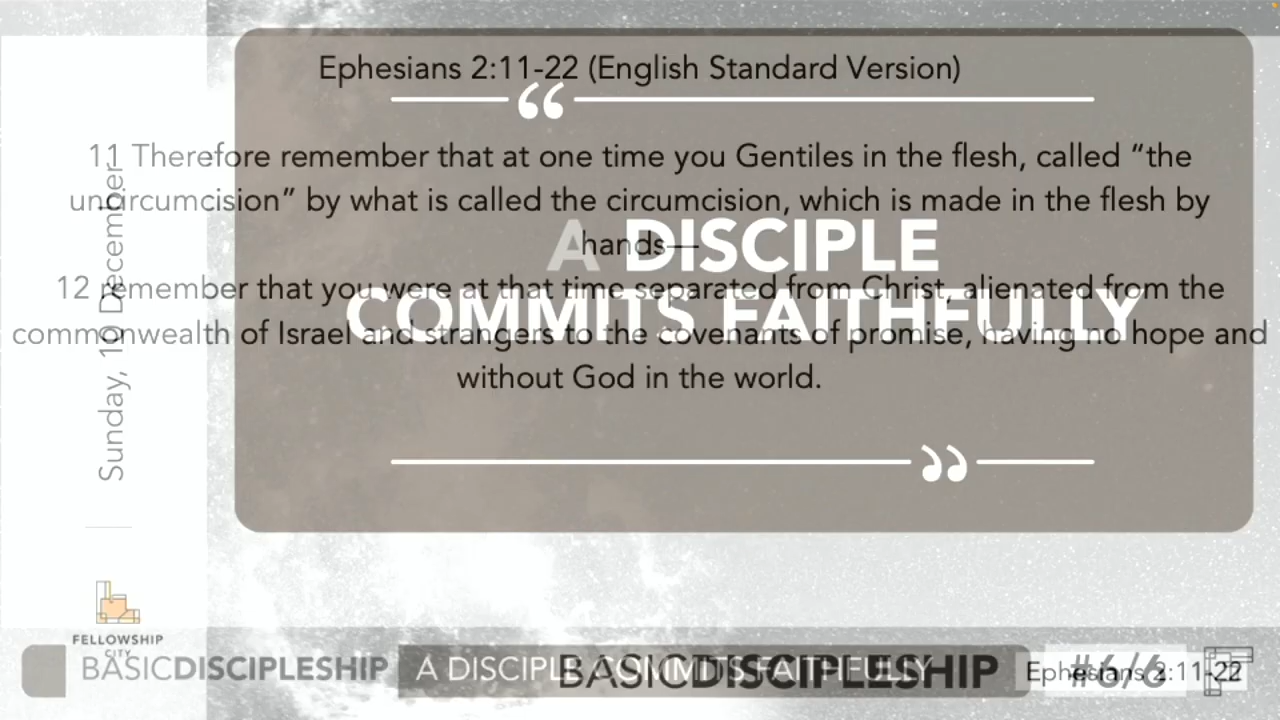 Ephesians 2:11-22 (English Standard Version)
11 Therefore remember that at one time you Gentiles in the flesh, called “the
uncircumcision” by what is called the circumcision, which is made in the flesh by
hands—
12 remember that you were at that time separated from Christ, alienated from the
commonwealth of Israel and strangers to the covenants of promise, having no hope and
without God in the world.
A DISCIPLE
COMMITS FAITHFULLY
Sunday, 10 December
FELLOWSHIP
CITY
BASICDISCIPLESHIP
A DISCIPLE COMMITS FAITHFULLY
BASICDISCIPLESHIP
Ephesians 2:11-22
#6/6